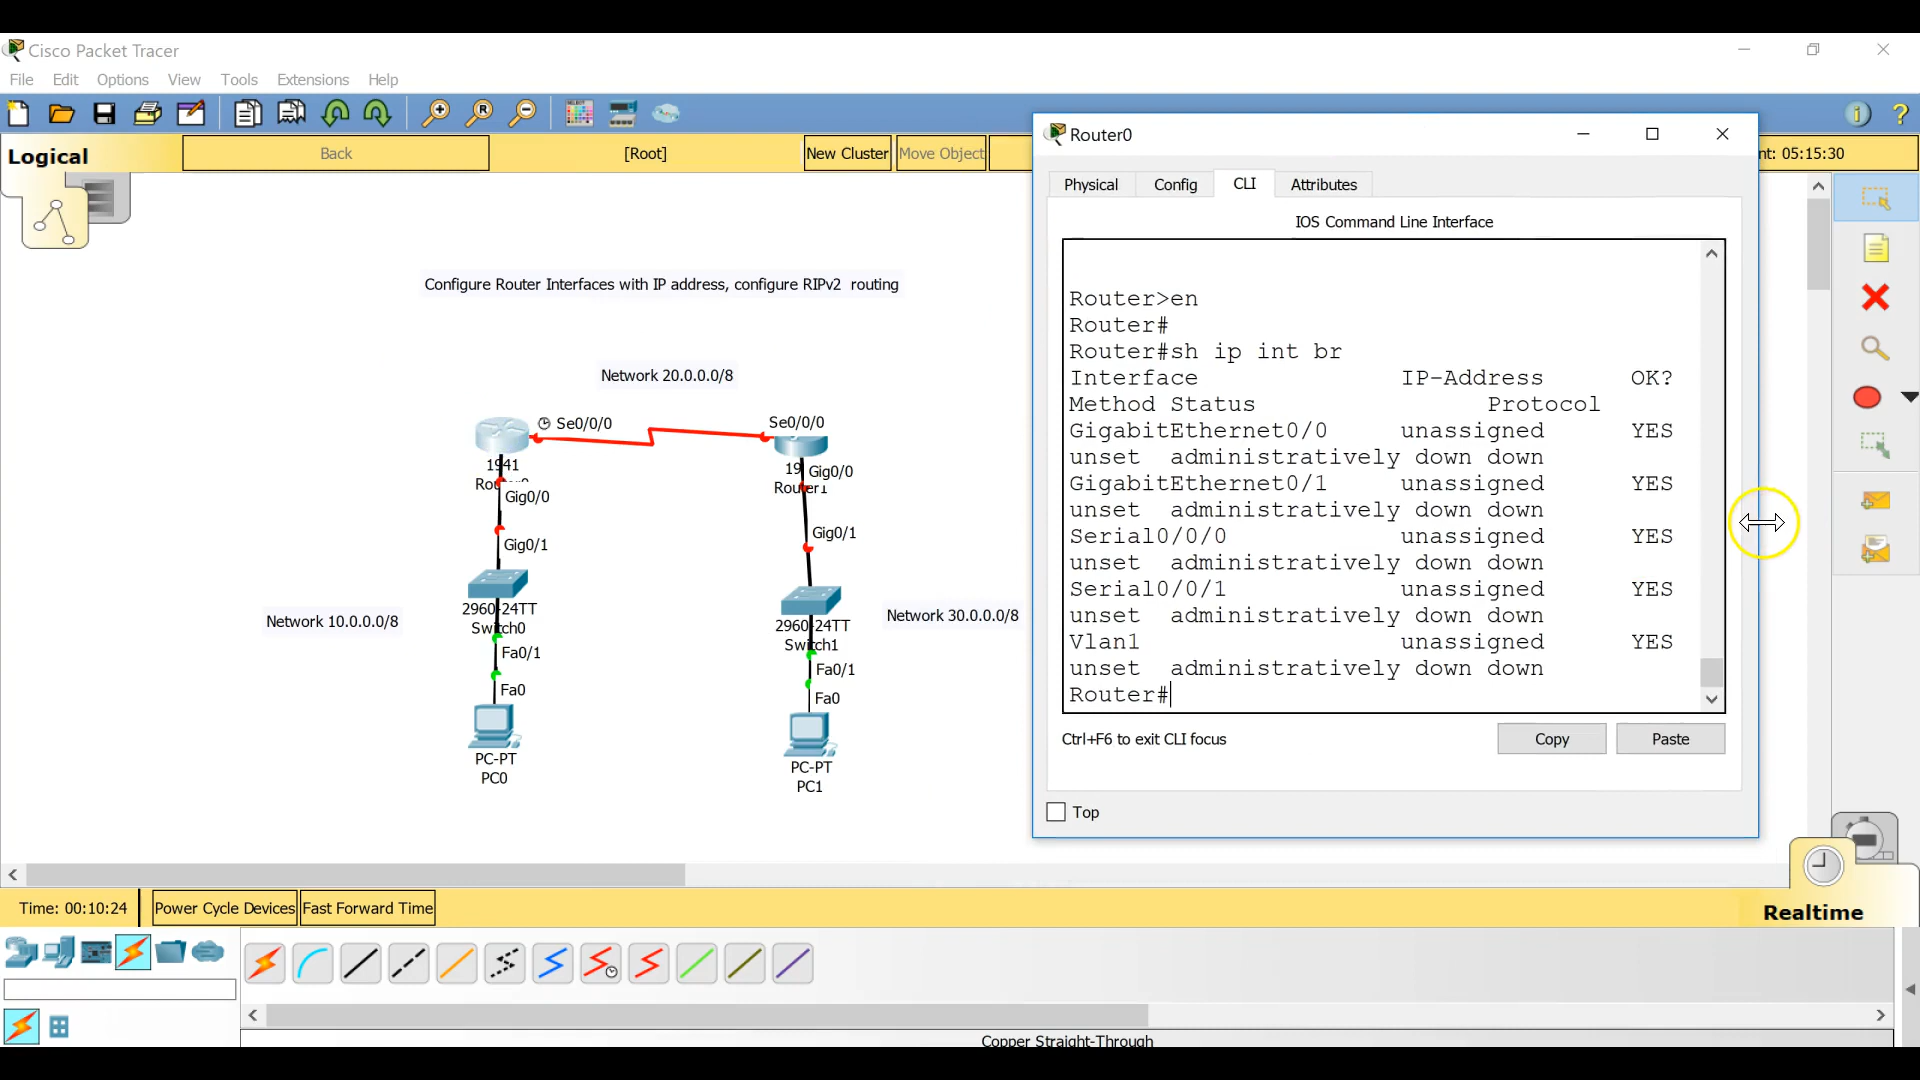 Cisco Packet Tracer
File Edit Options View Tools Extensions Help
Logical
Back
[Root]
New Cluster
Move Object
nt: 05:15:30
Configure Router Interfaces with IP address, configure RIPv2 routing
Network 20.0.0.0/8
Se0/0/0
Se0/0/0
1941
Gig0/0
Gig0/1
2960-24TT
Switch0
Fa0/1
Fa0
PC-PT
PC0
Network 10.0.0.0/8
19
Gig0/0
Router1
Gig0/1
2960-24TT
Switch1
Fa0/1
Fa0
PC-PT
PC1
Network 30.0.0.0/8
Router0
Physical Config CLI Attributes
IOS Command Line Interface
Router>en
Router#
Router#sh ip int br
Interface IP-Address OK?
Method Status Protocol
GigabitEthernet0/0 unassigned YES
unset administratively down down
GigabitEthernet0/1 unassigned YES
unset administratively down down
Serial0/0/0 unassigned YES
unset administratively down down
Serial0/0/1 unassigned YES
unset administratively down down
Vlan1 unassigned YES
unset administratively down down
Router#
Ctrl+F6 to exit CLI focus
Copy
Paste
Top
Time: 00:10:24
Power Cycle Devices
Fast Forward Time
Realtime
Copper Straight-Through